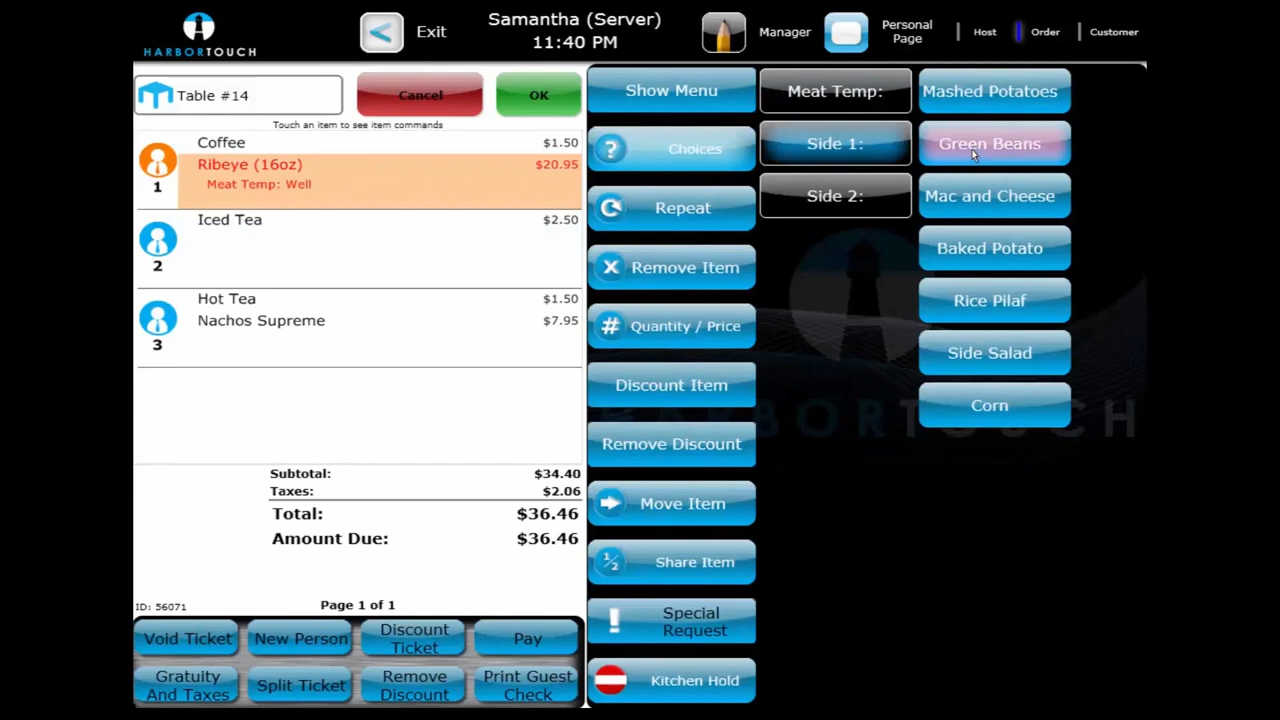 HARBORTOUCH
Exit
Samantha (Server)
11:40 PM
Manager
Personal
Page
Host
Order
Customer
Table #14
Cancel
OK
Touch an item to see item commands
Coffee $1.50
Ribeye (16oz) $20.95
Meat Temp: Well
1
Iced Tea $2.50
2
Hot Tea $1.50
Nachos Supreme $7.95
3
Subtotal: $34.40
Taxes: $2.06
Total: $36.46
Amount Due: $36.46
ID: 56071
Page 1 of 1
Void Ticket
New Person
Discount
Ticket
Pay
Gratuity
And Taxes
Split Ticket
Remove
Discount
Print Guest
Check
Show Menu
? Choices
Repeat
X Remove Item
# Quantity / Price
Discount Item
Remove Discount
Move Item
1/2 Share Item
! Special
Request
Kitchen Hold
Meat Temp:
Side 1:
Side 2:
Mashed Potatoes
Green Beans
Mac and Cheese
Baked Potato
Rice Pilaf
Side Salad
Corn
HARBORTOUCH